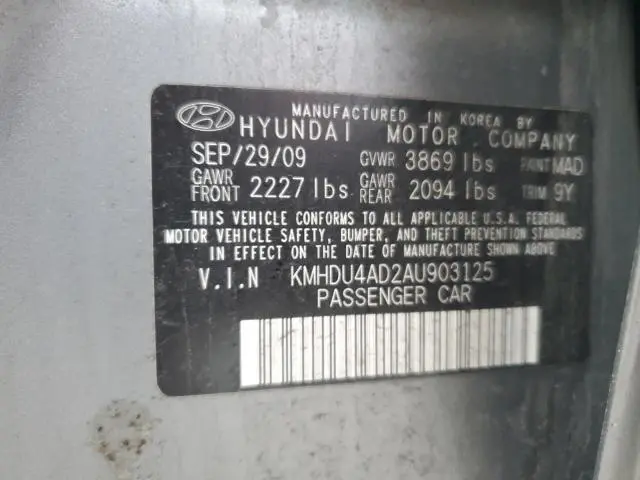 MANUFACTURED IN KOREA BY
HYUNDAI MOTOR COMPANY
SEP/29/09 GVWR 3869 lbs PAINT MAD
GAWR FRONT 2227 lbs GAWR REAR 2094 lbs TRIM 9Y
THIS VEHICLE CONFORMS TO ALL APPLICABLE U.S.A. FEDERAL
MOTOR VEHICLE SAFETY, BUMPER, AND THEFT PREVENTION STANDARDS
IN EFFECT ON THE DATE OF MANUFACTURE SHOWN ABOVE
V.I.N KMHDU4AD2AU903125
PASSENGER CAR